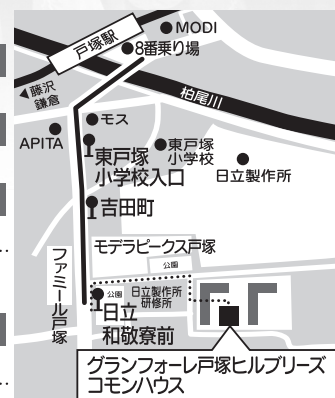 MODI
戸塚駅
8番乗り場
藤沢
鎌倉
柏尾川
モス
APITA
東戸塚
小学校入口
東戸塚
小学校
日立製作所
吉田町
モデラピークス戸塚
公園
ファミール戸塚
公園
日立製作所
研修所
日立
和敬寮前
グランフォーレ戸塚ヒルブリーズ
コモンハウス